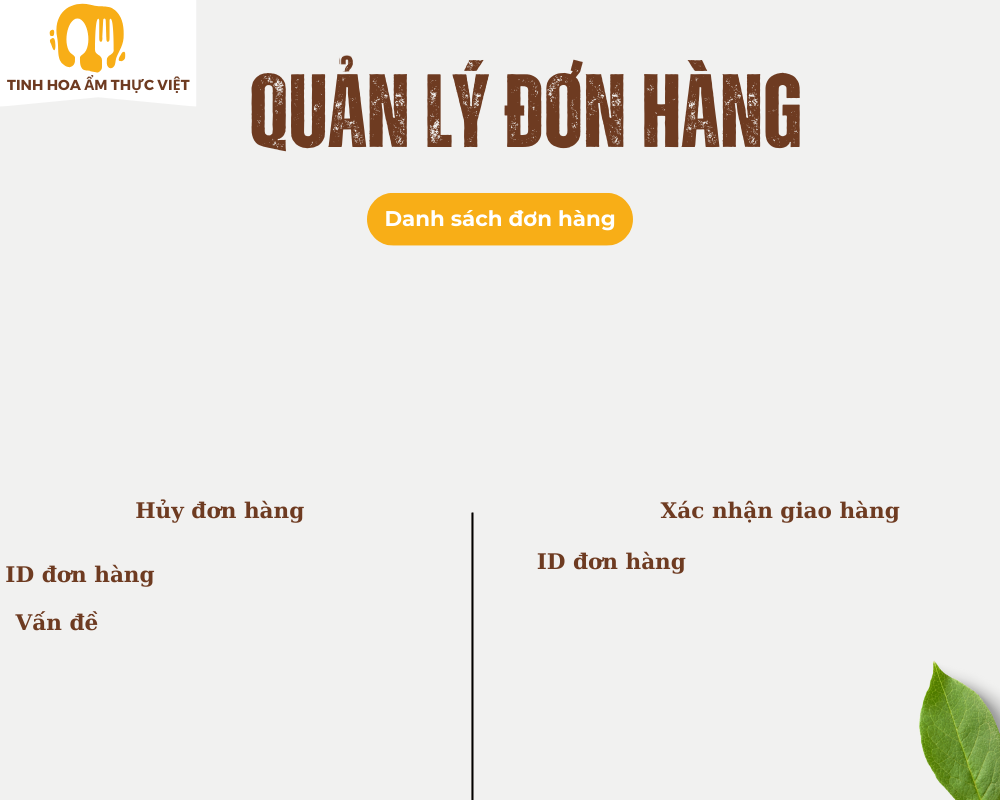 TINH HOA ẨM THỰC VIỆT
QUẢN LÝ ĐƠN HÀNG
Danh sách đơn hàng
Hủy đơn hàng
ID đơn hàng
Vấn đề
Xác nhận giao hàng
ID đơn hàng